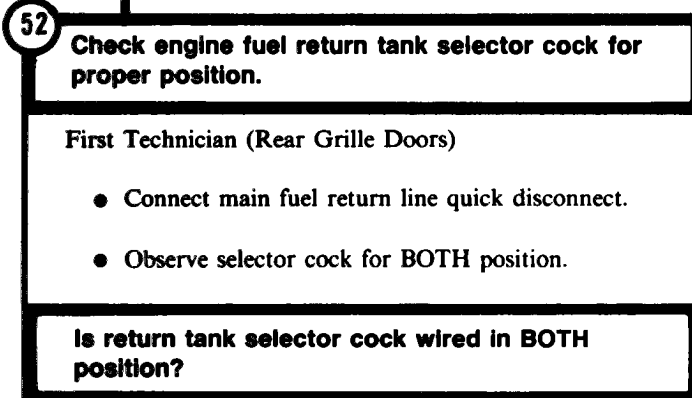 52
Check engine fuel return tank selector cock for
proper position.
First Technician (Rear Grille Doors)
● Connect main fuel return line quick disconnect.
● Observe selector cock for BOTH position.
Is return tank selector cock wired in BOTH
position?